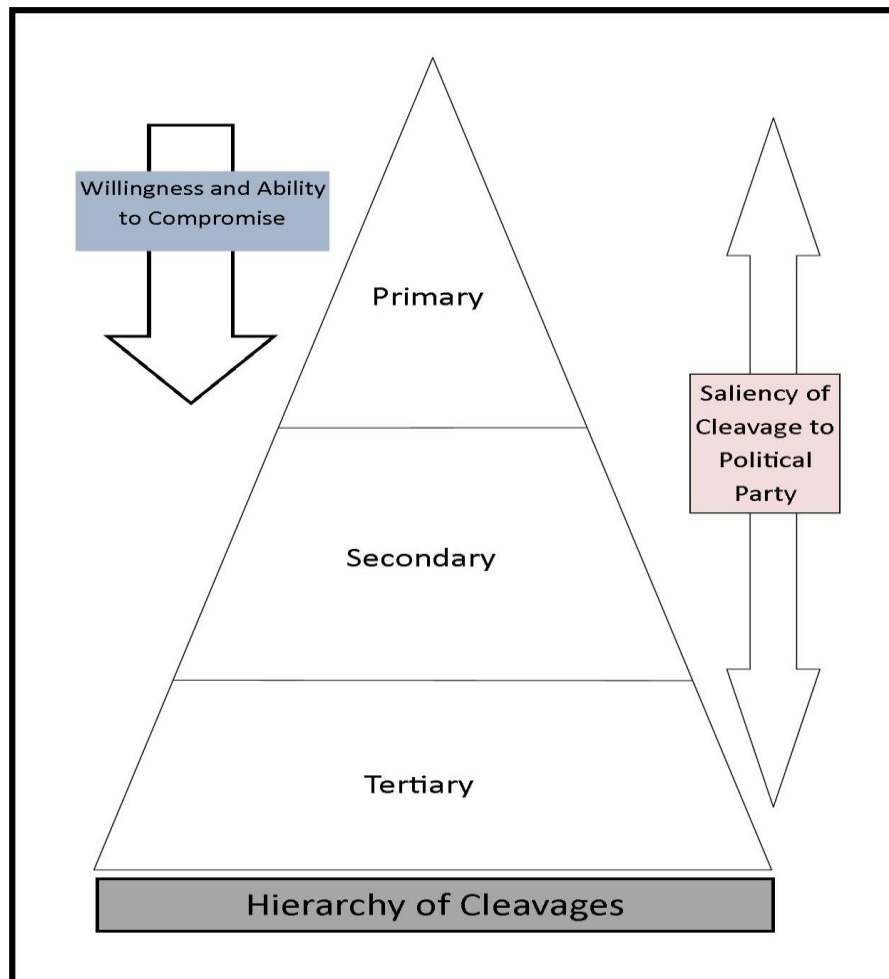 Willingness and Ability
to Compromise
Primary
Saliency of
Cleavage to
Political
Party
Secondary
Tertiary
Hierarchy of Cleavages